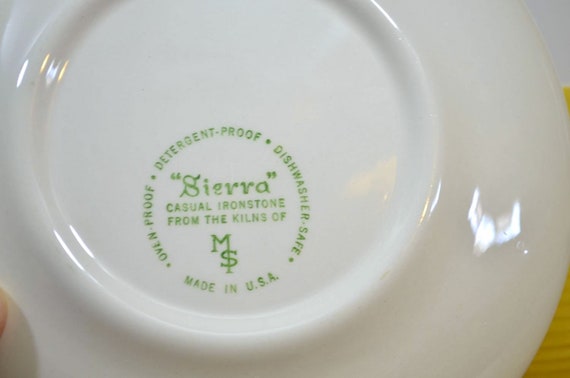 OVEN-PROOF • DETERGENT-PROOF • DISHWASHER-SAFE •
"Sierra"
CASUAL IRONSTONE
FROM THE KILNS OF
MS
MADE IN U.S.A.